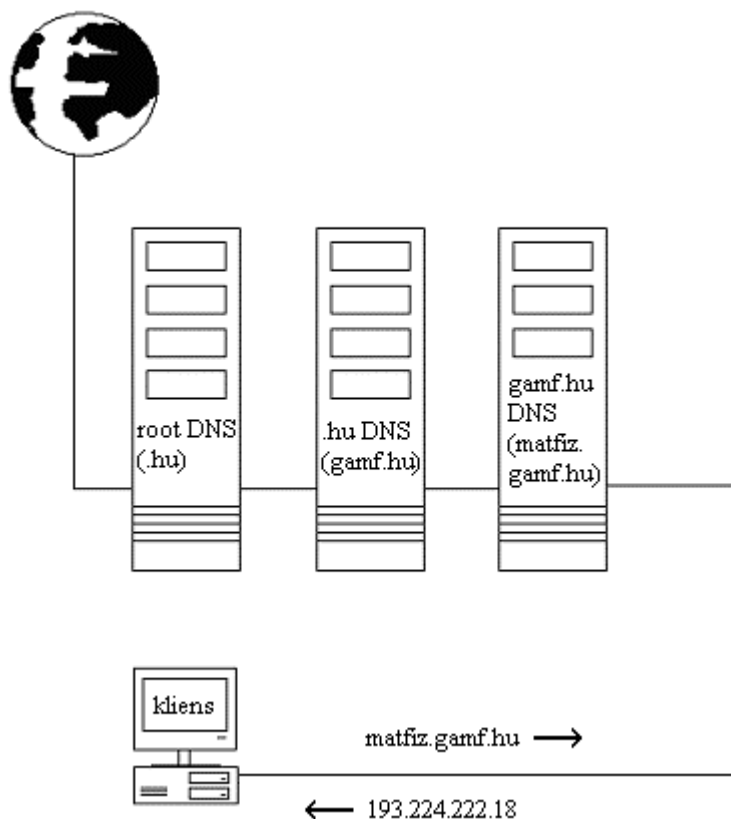 root DNS
(.hu)
.hu DNS
(gamf.hu)
gamf.hu
DNS
(matfiz.
gamf.hu)
kliens
matfiz.gamf.hu →
← 193.224.222.18